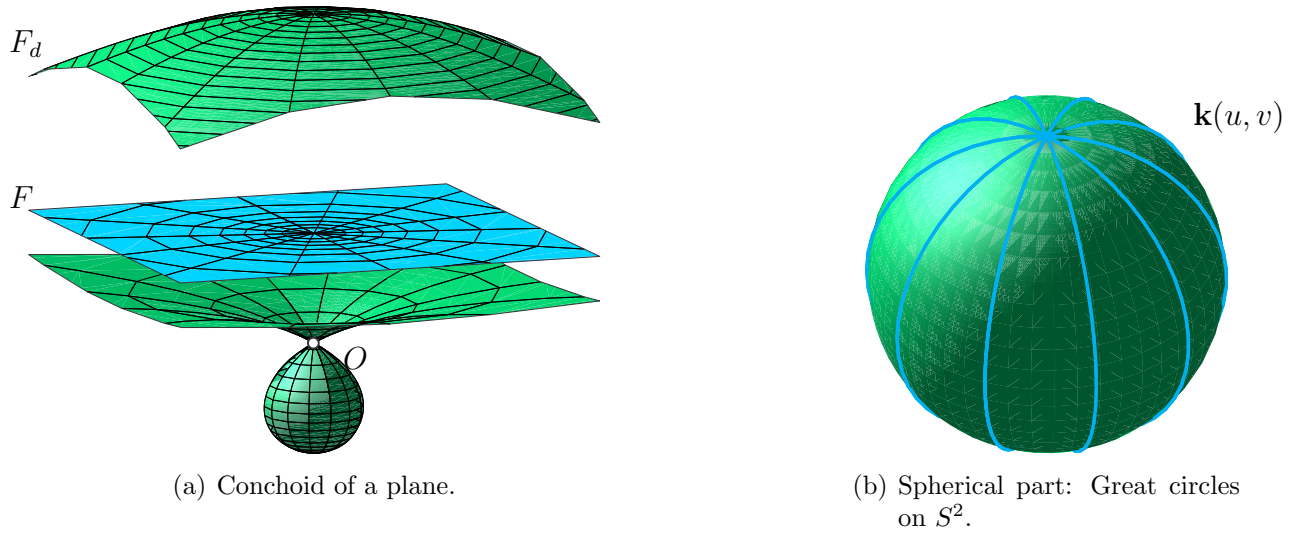 F_d
F
O
(a) Conchoid of a plane.
k(u, v)
(b) Spherical part: Great circles
on S^2.